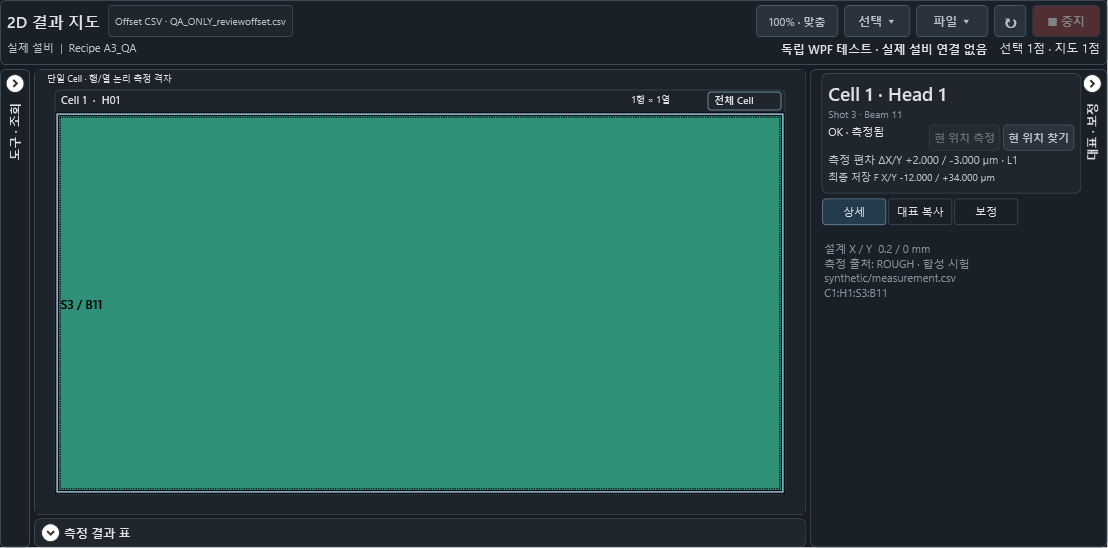 2D 결과 지도
Offset CSV · QA_ONLY_reviewoffset.csv
100% · 맞춤
선택
파일
중지
실제 설비 | Recipe A3_QA
독립 WPF 테스트 · 실제 설비 연결 없음 선택 1점 · 지도 1점
도구 · 조회
단일 Cell · 행/열 논리 측정 격자
Cell 1 · H01
1행 × 1열
전체 Cell
S3 / B11
측정 결과 표
Cell 1 · Head 1
Shot 3 · Beam 11
OK · 측정됨
현 위치 측정
현 위치 찾기
측정 편차 ΔX/Y +2.000 / -3.000 µm · L1
최종 저장 F X/Y -12.000 / +34.000 µm
상세
대표 복사
보정
설계 X / Y 0.2 / 0 mm
측정 출처: ROUGH · 합성 시험
synthetic/measurement.csv
C1:H1:S3:B11
대표 · 보정